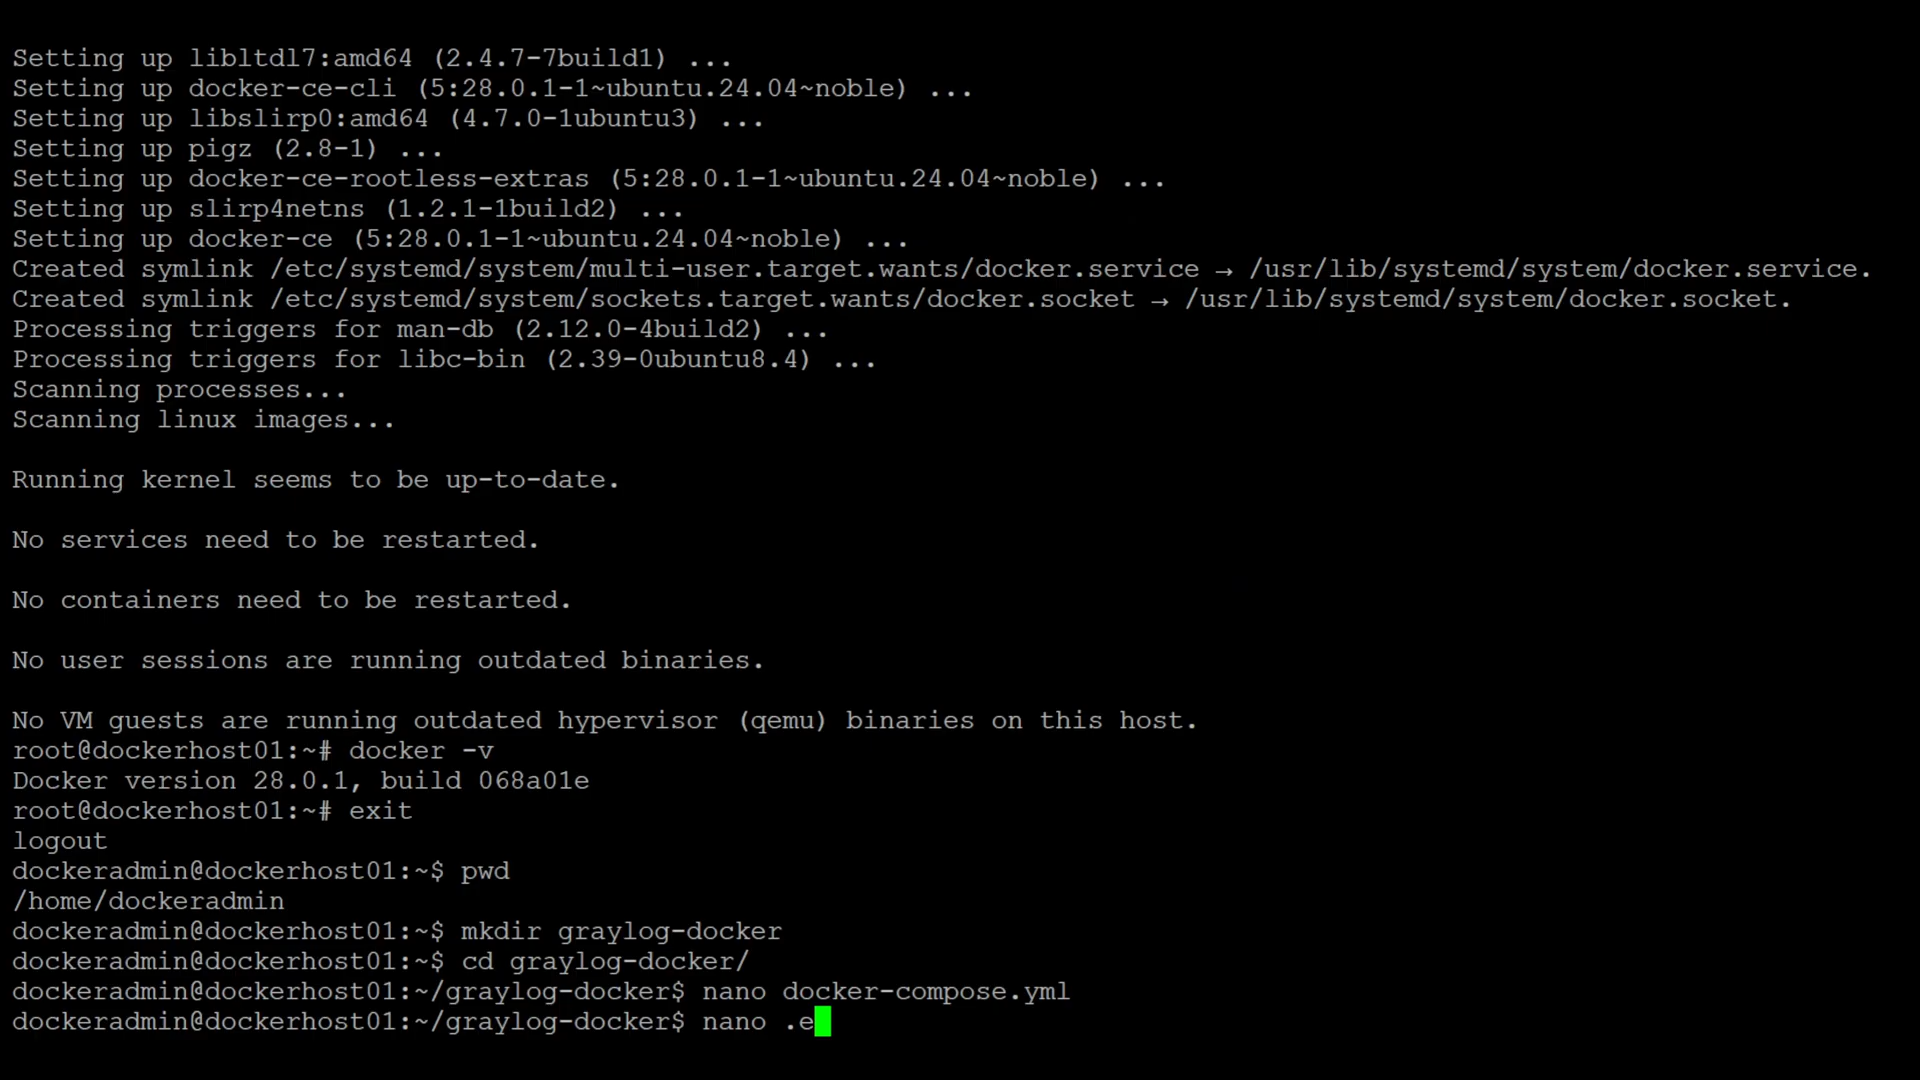 Setting up libltdl7:amd64 (2.4.7-7build1) ...
Setting up docker-ce-cli (5:28.0.1-1~ubuntu.24.04~noble) ...
Setting up libslirp0:amd64 (4.7.0-1ubuntu3) ...
Setting up pigz (2.8-1) ...
Setting up docker-ce-rootless-extras (5:28.0.1-1~ubuntu.24.04~noble) ...
Setting up slirp4netns (1.2.1-1build2) ...
Setting up docker-ce (5:28.0.1-1~ubuntu.24.04~noble) ...
Created symlink /etc/systemd/system/multi-user.target.wants/docker.service → /usr/lib/systemd/system/docker.service.
Created symlink /etc/systemd/system/sockets.target.wants/docker.socket → /usr/lib/systemd/system/docker.socket.
Processing triggers for man-db (2.12.0-4build2) ...
Processing triggers for libc-bin (2.39-0ubuntu8.4) ...
Scanning processes...
Scanning linux images...
Running kernel seems to be up-to-date.
No services need to be restarted.
No containers need to be restarted.
No user sessions are running outdated binaries.
No VM guests are running outdated hypervisor (qemu) binaries on this host.
root@dockerhost01:~# docker -v
Docker version 28.0.1, build 068a01e
root@dockerhost01:~# exit
logout
dockeradmin@dockerhost01:~$ pwd
/home/dockeradmin
dockeradmin@dockerhost01:~$ mkdir graylog-docker
dockeradmin@dockerhost01:~$ cd graylog-docker/
dockeradmin@dockerhost01:~/graylog-docker$ nano docker-compose.yml
dockeradmin@dockerhost01:~/graylog-docker$ nano .e